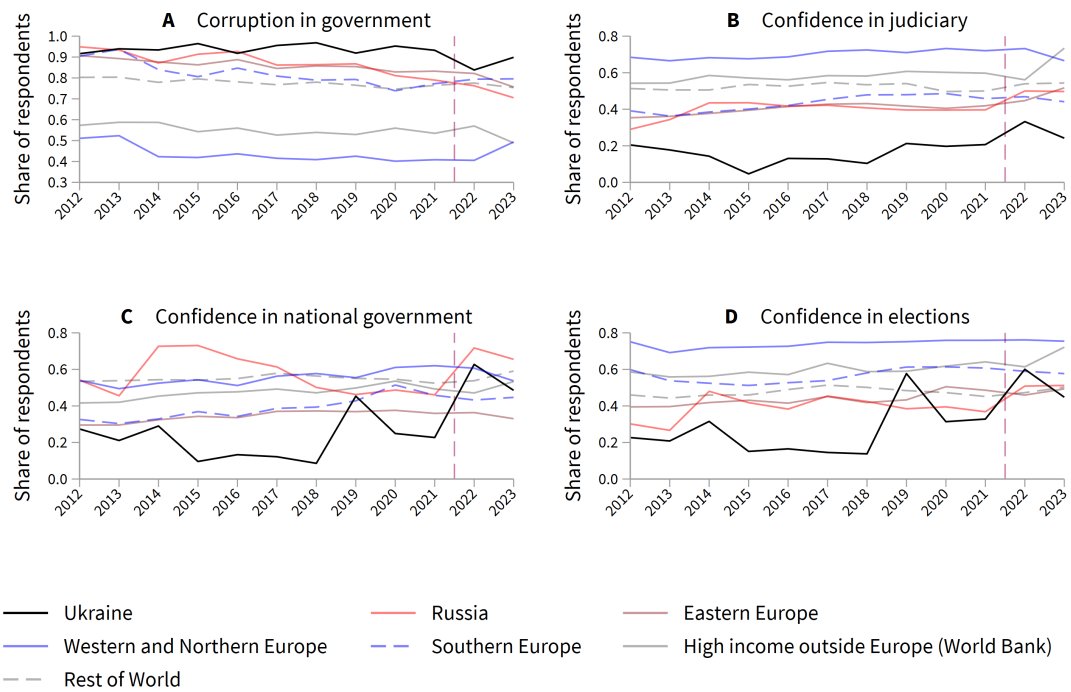 A Corruption in government
Share of respondents
1.0
0.9
0.8
0.7
0.6
0.5
0.4
0.3
2012 2013 2014 2015 2016 2017 2018 2019 2020 2021 2022 2023
B Confidence in judiciary
Share of respondents
0.8
0.6
0.4
0.2
0.0
2012 2013 2014 2015 2016 2017 2018 2019 2020 2021 2022 2023
C Confidence in national government
Share of respondents
0.8
0.6
0.4
0.2
0.0
2012 2013 2014 2015 2016 2017 2018 2019 2020 2021 2022 2023
D Confidence in elections
Share of respondents
0.8
0.6
0.4
0.2
0.0
2012 2013 2014 2015 2016 2017 2018 2019 2020 2021 2022 2023
Ukraine Russia Eastern Europe
Western and Northern Europe Southern Europe High income outside Europe (World Bank)
Rest of World